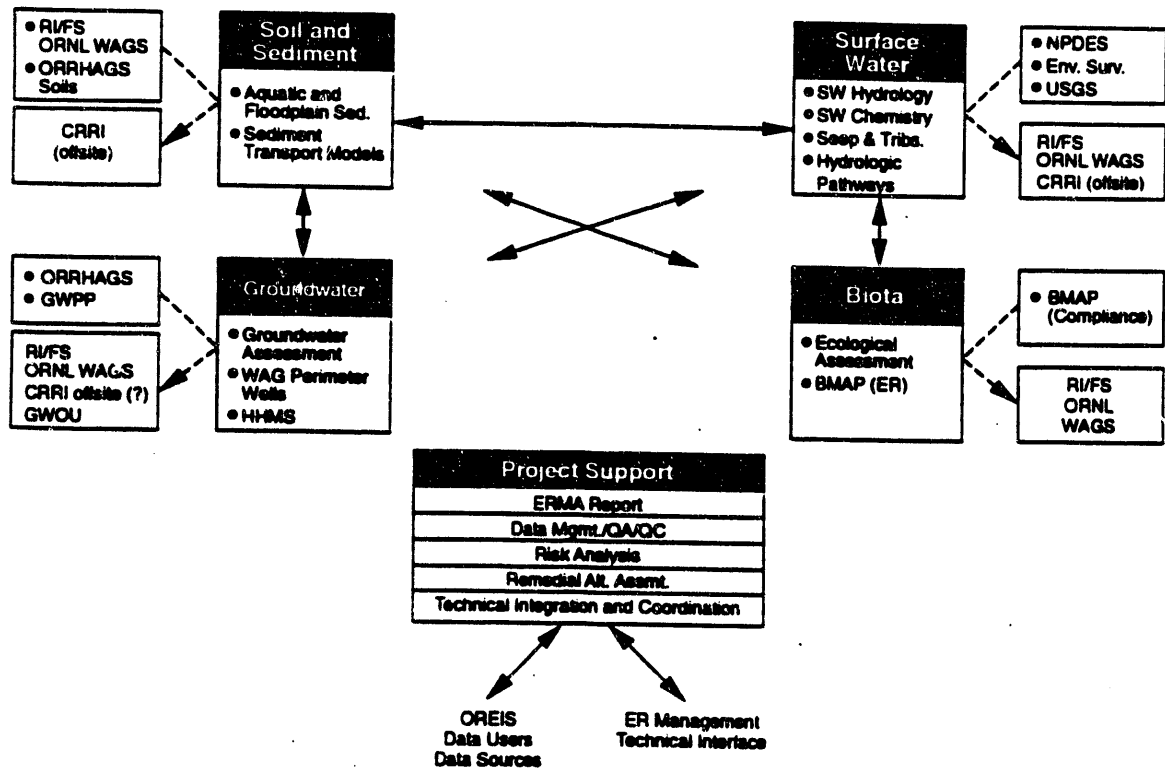 ● RI/FS
ORNL WAGS
● ORRHAGS
Soils
CRRI
(offsite)
Soil and
Sediment
● Aquatic and
Floodplain Sed.
● Sediment
Transport Models
Surface
Water
● SW Hydrology
● SW Chemistry
● Seep & Tribs.
● Hydrologic
Pathways
● NPDES
● Env. Surv.
● USGS
RI/FS
ORNL WAGS
CRRI (offsite)
● ORRHAGS
● GWPP
RI/FS
ORNL WAGS
CRRI offsite (?)
GWOU
Groundwater
● Groundwater
Assessment
● WAG Perimeter
Wells
● HHMS
Biota
● Ecological
Assessment
● BMAP (ER)
● BMAP
(Compliance)
RI/FS
ORNL
WAGS
Project Support
ERMA Report
Data Mgmt./QA/QC
Risk Analysis
Remedial Alt. Assmt.
Technical Integration and Coordination
OREIS
Data Users
Data Sources
ER Management
Technical Interface